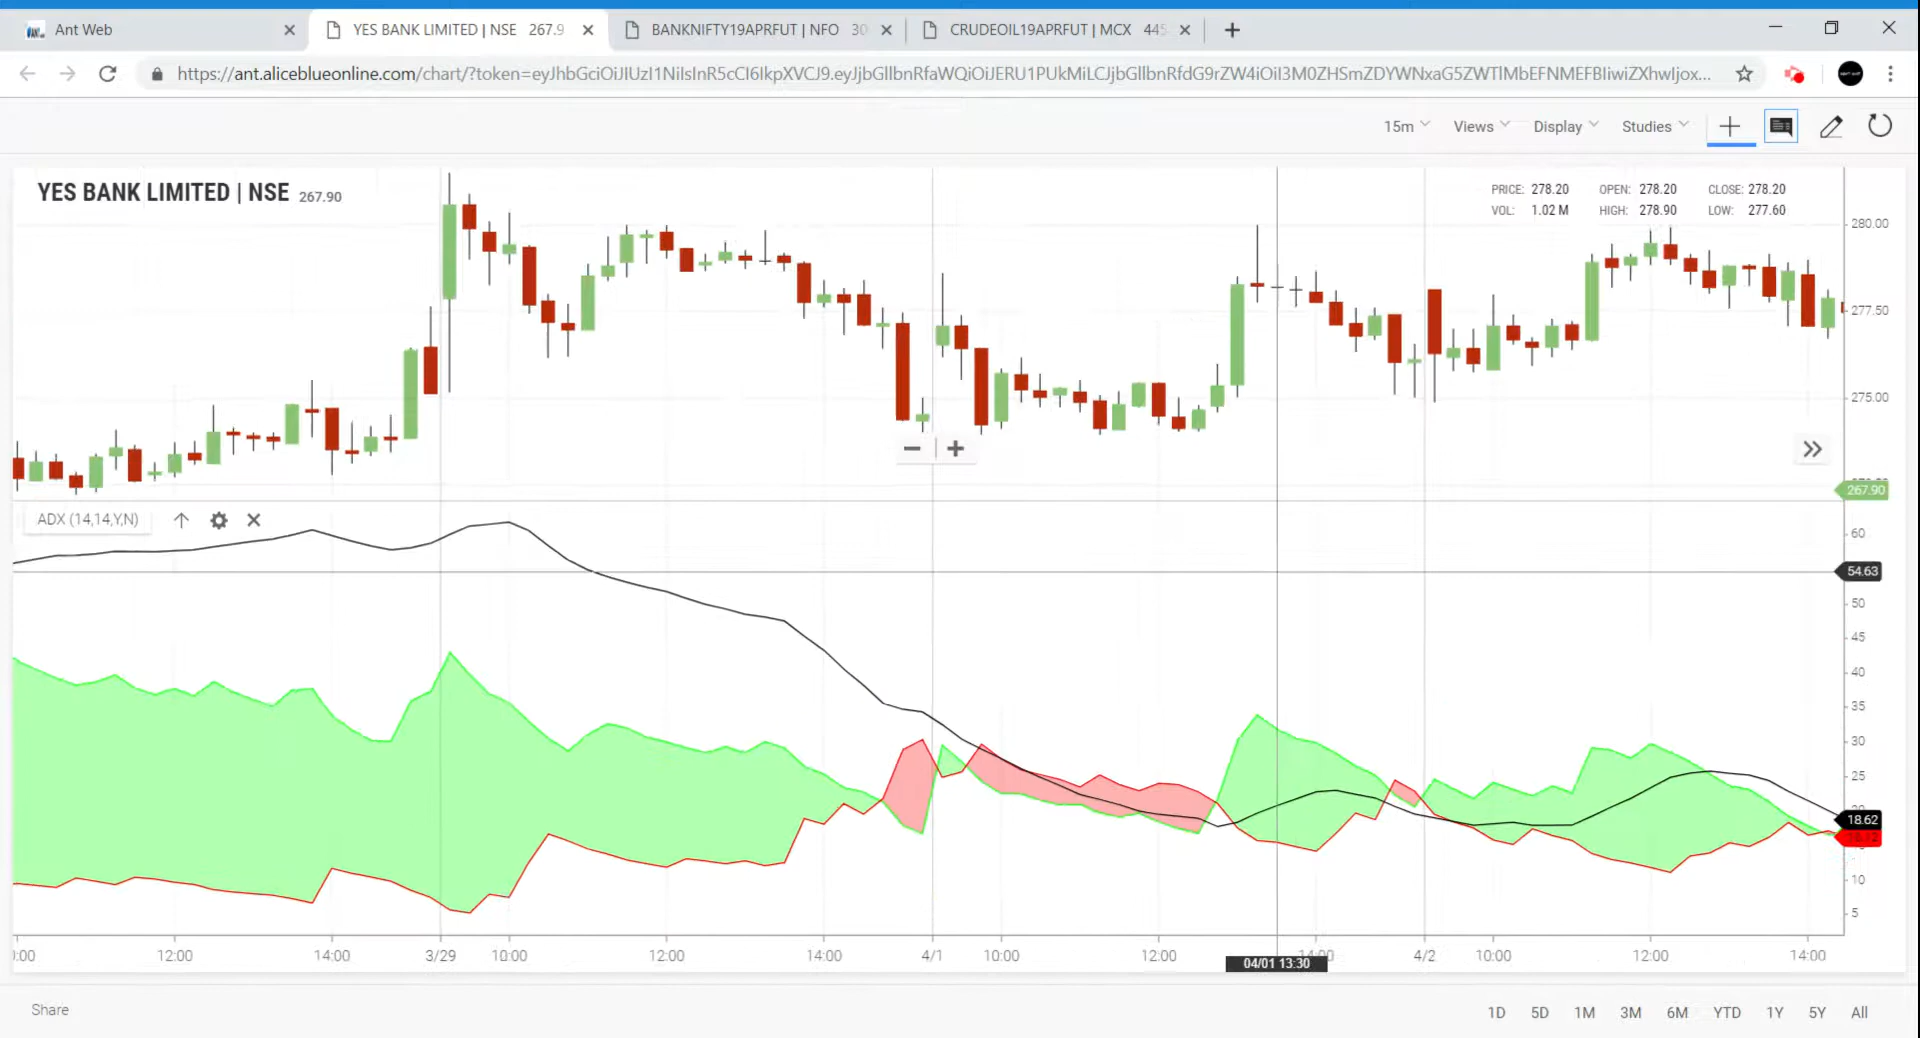 Ant Web
YES BANK LIMITED | NSE 267.9
BANKNIFTY19APRFUT | NFO 30
CRUDEOIL19APRFUT | MCX 445
https://ant.aliceblueonline.com/chart/?token=eyJhbGciOiJIUzI1NiIsInR5cCI6IkpXVCJ9.eyJjbGllbnRfaWQiOiJERU1PUkMiLCJjbGllbnRfdG9rZW4iOiI3M0ZHSmZDYWNxaG5ZWTlMbEFNMEFBIiwiZXhwIjox...
15m Views Display Studies
YES BANK LIMITED | NSE 267.90
PRICE: 278.20 OPEN: 278.20 CLOSE: 278.20
VOL: 1.02 M HIGH: 278.90 LOW: 277.60
280.00
277.50
275.00
267.90
ADX (14,14,Y,N)
60
54.63
50
45
40
35
30
25
20
18.62
10
5
:00 12:00 14:00 3/29 10:00 12:00 14:00 4/1 10:00 12:00 14:00 4/2 10:00 12:00 14:00
04/01 13:30
Share
1D 5D 1M 3M 6M YTD 1Y 5Y All